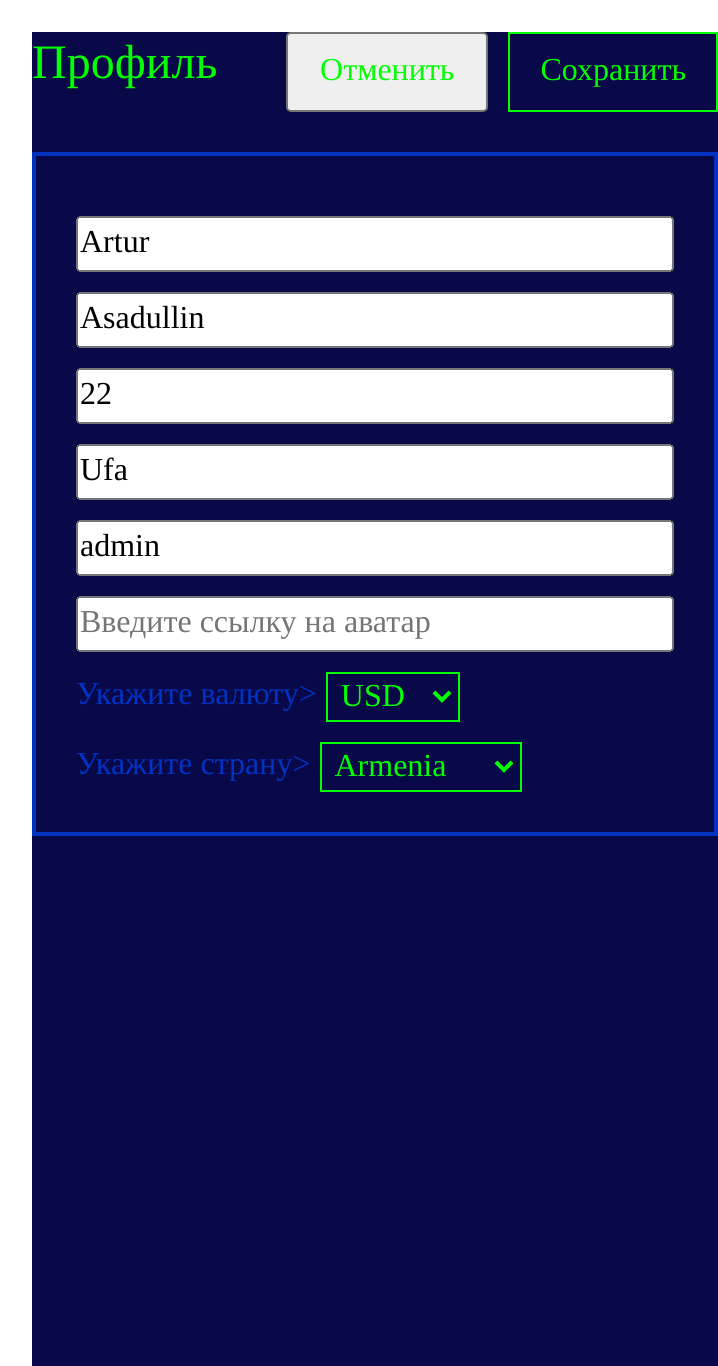 Профиль Отменить Сохранить
Artur
Asadullin
22
Ufa
admin
Введите ссылку на аватар
Укажите валюту> USD
Укажите страну> Armenia